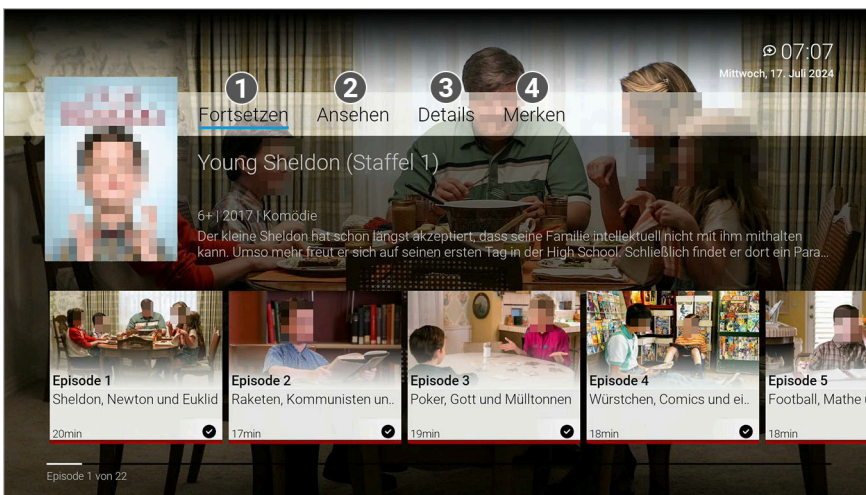 07:07
Mittwoch, 17. Juli 2024
1 2 3 4
Fortsetzen Ansehen Details Merken
Young Sheldon (Staffel 1)
6+ | 2017 | Komödie
Der kleine Sheldon hat schon längst akzeptiert, dass seine Familie intellektuell nicht mit ihm mithalten
kann. Umso mehr freut er sich auf seinen ersten Tag in der High School. Schließlich findet er dort ein Para...
Episode 1
Sheldon, Newton und Euklid
20min
Episode 2
Raketen, Kommunisten un..
17min
Episode 3
Poker, Gott und Mülltonnen
19min
Episode 4
Würstchen, Comics und ei..
18min
Episode 5
Football, Mathe
18min
Episode 1 von 22